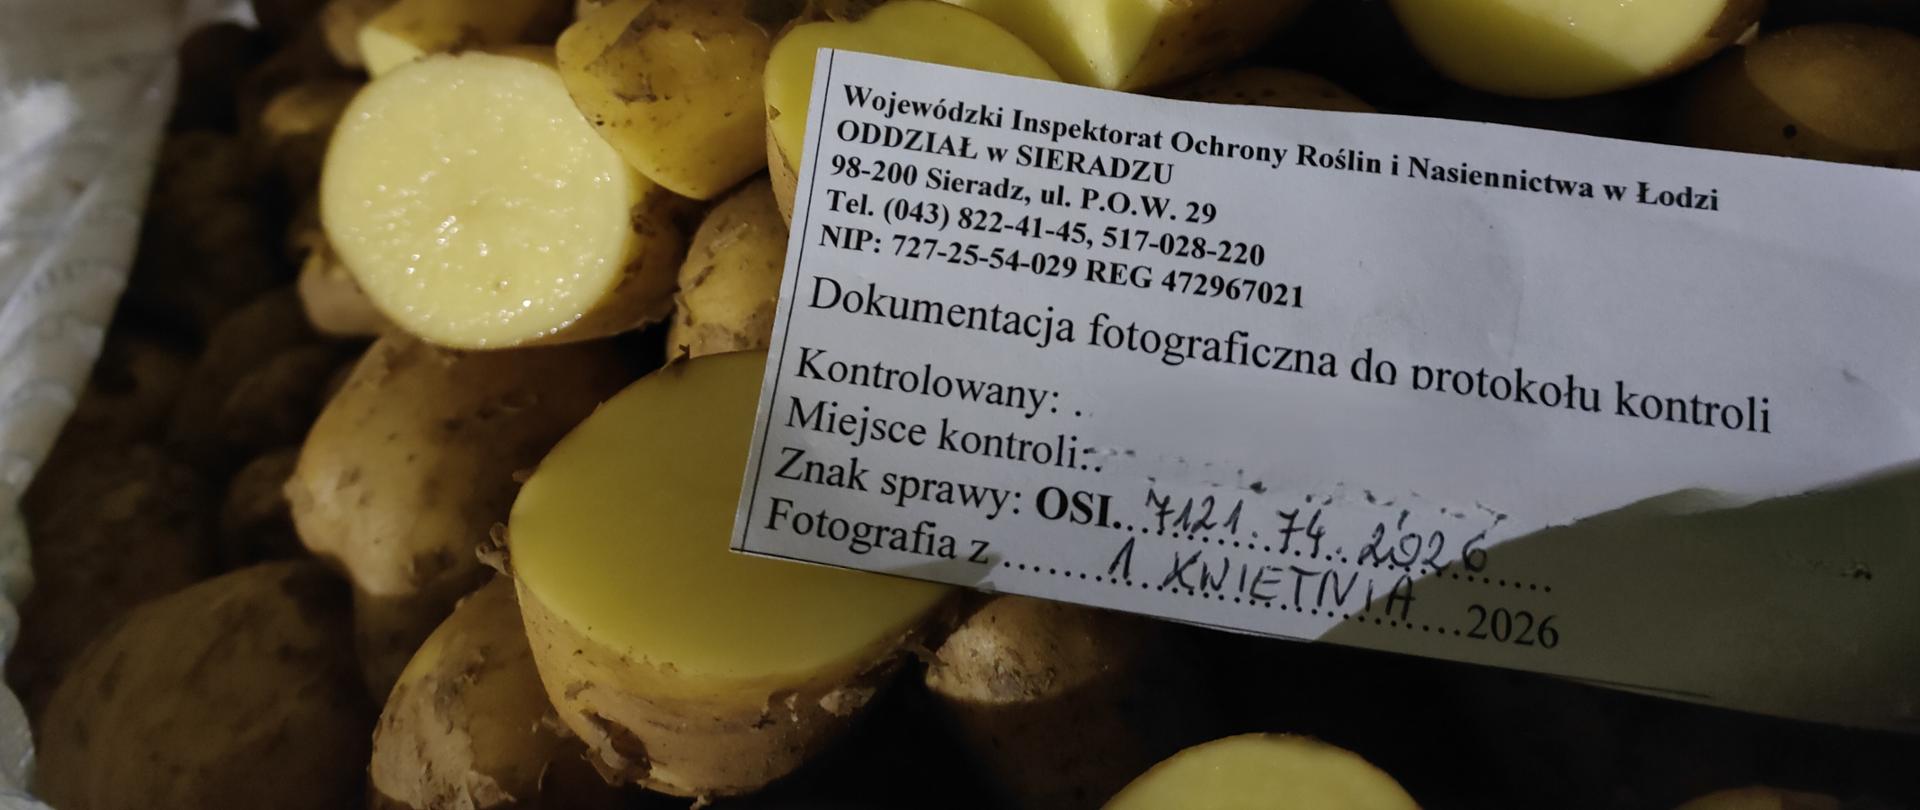 Wojewódzki Inspektorat Ochrony Roślin i Nasiennictwa w Łodzi
ODDZIAŁ w SIERADZU
98-200 Sieradz, ul. P.O.W. 29
Tel. (043) 822-41-45, 517-028-220
NIP: 727-25-54-029 REG 472967021
Dokumentacja fotograficzna do protokołu kontroli
Kontrolowany: .
Miejsce kontroli:..
Znak sprawy: OSI...7121.74.2026......
Fotografia z .......1 KWIETNIA....2026